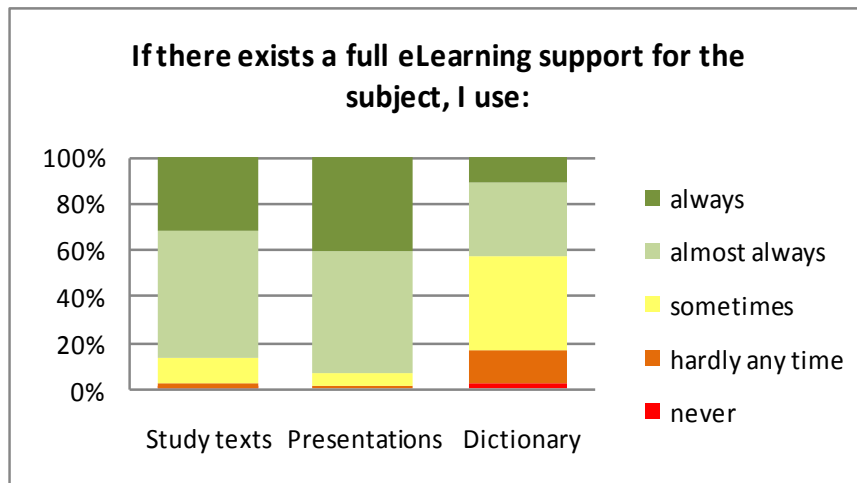 If there exists a full eLearning support for the
subject, I use:
100%
80%
60%
40%
20%
0%
Study texts Presentations Dictionary
always
almost always
sometimes
hardly any time
never